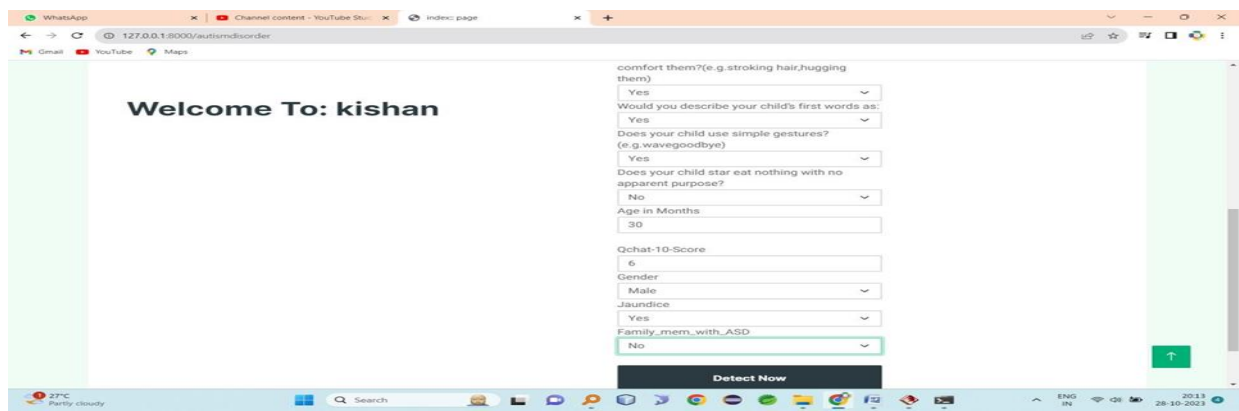 WhatsApp
Channel content - YouTube Stu
index: page
127.0.0.1:8000/autismdisorder
Gmail
YouTube
Maps
Welcome To: kishan
comfort them?(e.g.stroking hair,hugging
them)
Yes
Would you describe your child's first words as:
Yes
Does your child use simple gestures?
(e.g.wavegoodbye)
Yes
Does your child star eat nothing with no
apparent purpose?
No
Age in Months
30
Qchat-10-Score
6
Gender
Male
Jaundice
Yes
Family_mem_with_ASD
No
Detect Now
27°C
Partly cloudy
Search
ENG
IN
20:13
28-10-2023